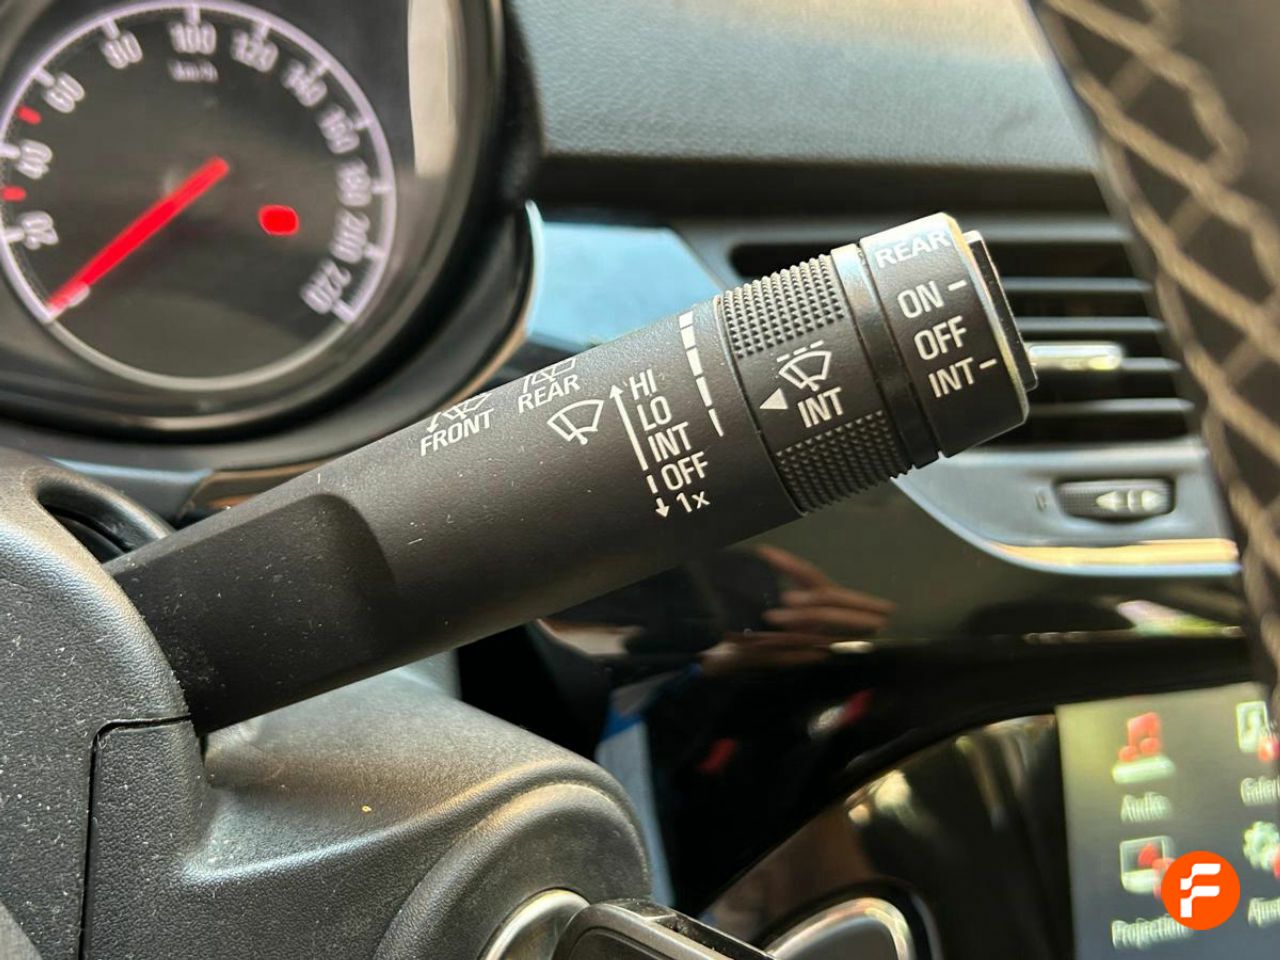 20
40
60
80
100
120
140
160
180
200
220
km/h
FRONT
REAR
HI
LO
INT
OFF
1x
INT
REAR
ON
OFF
INT
Audio
Projection
F